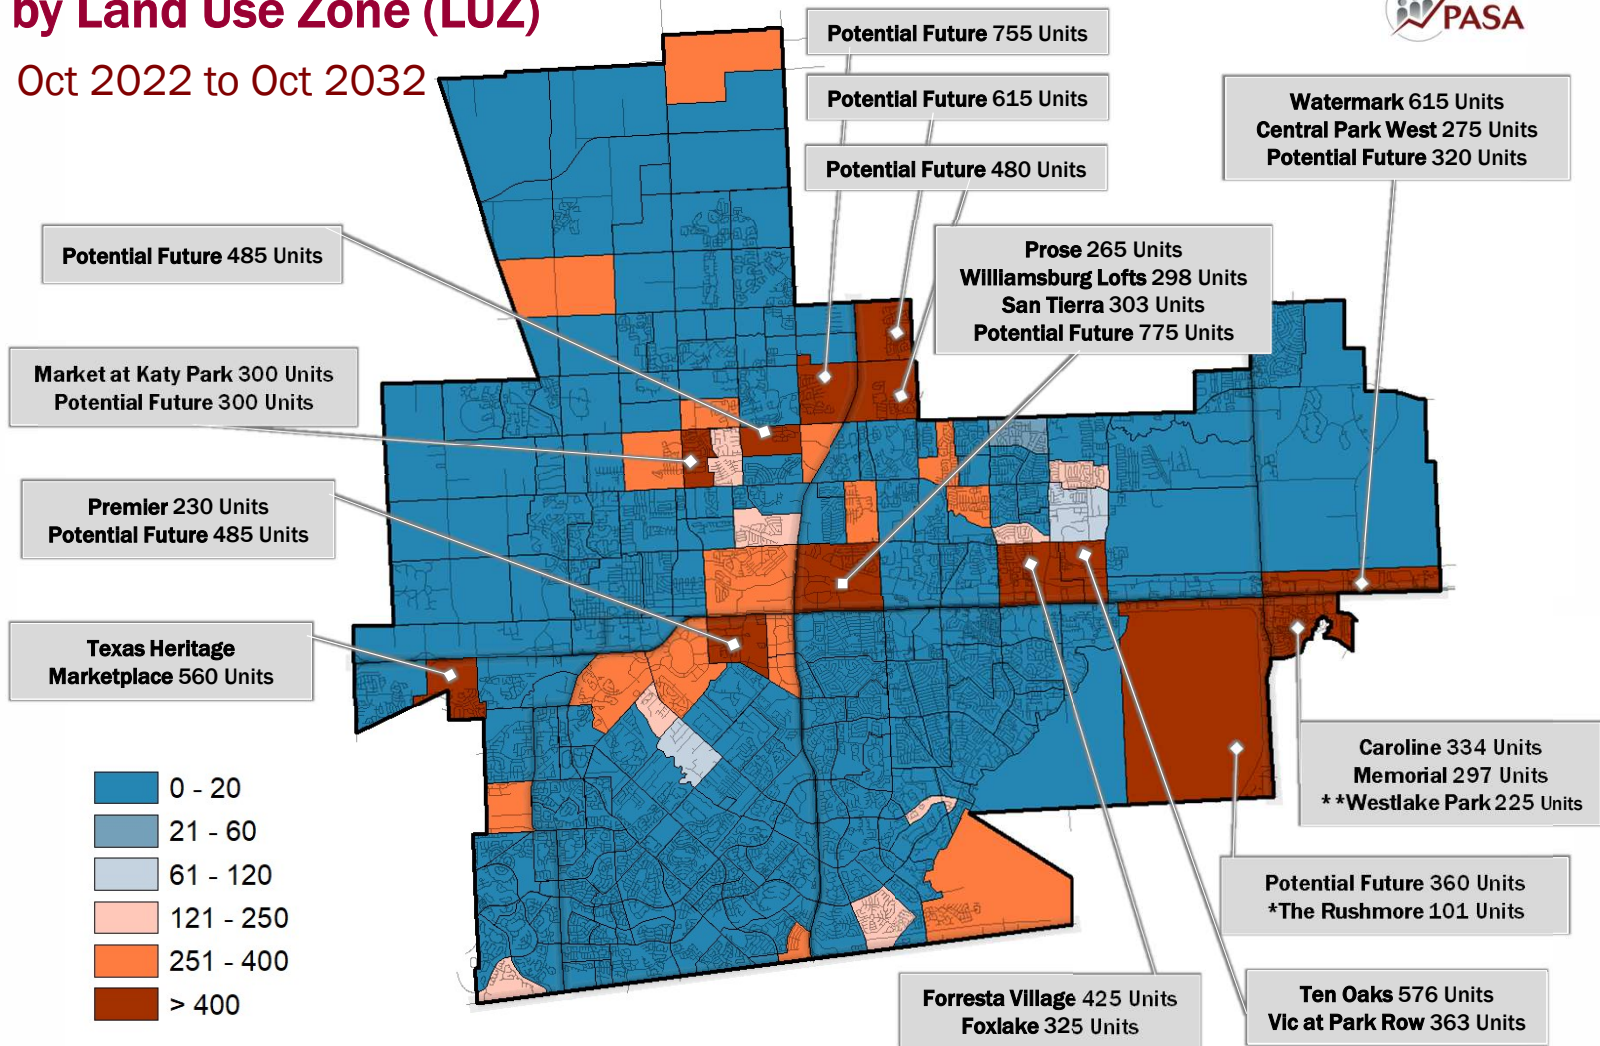 by Land Use Zone (LUZ)
Oct 2022 to Oct 2032
PASA
Potential Future 755 Units
Potential Future 615 Units
Potential Future 480 Units
Watermark 615 Units
Central Park West 275 Units
Potential Future 320 Units
Potential Future 485 Units
Prose 265 Units
Williamsburg Lofts 298 Units
San Tierra 303 Units
Potential Future 775 Units
Market at Katy Park 300 Units
Potential Future 300 Units
Premier 230 Units
Potential Future 485 Units
Texas Heritage
Marketplace 560 Units
Caroline 334 Units
Memorial 297 Units
**Westlake Park 225 Units
Potential Future 360 Units
*The Rushmore 101 Units
Forresta Village 425 Units
Foxlake 325 Units
Ten Oaks 576 Units
Vic at Park Row 363 Units
0 - 20
21 - 60
61 - 120
121 - 250
251 - 400
> 400